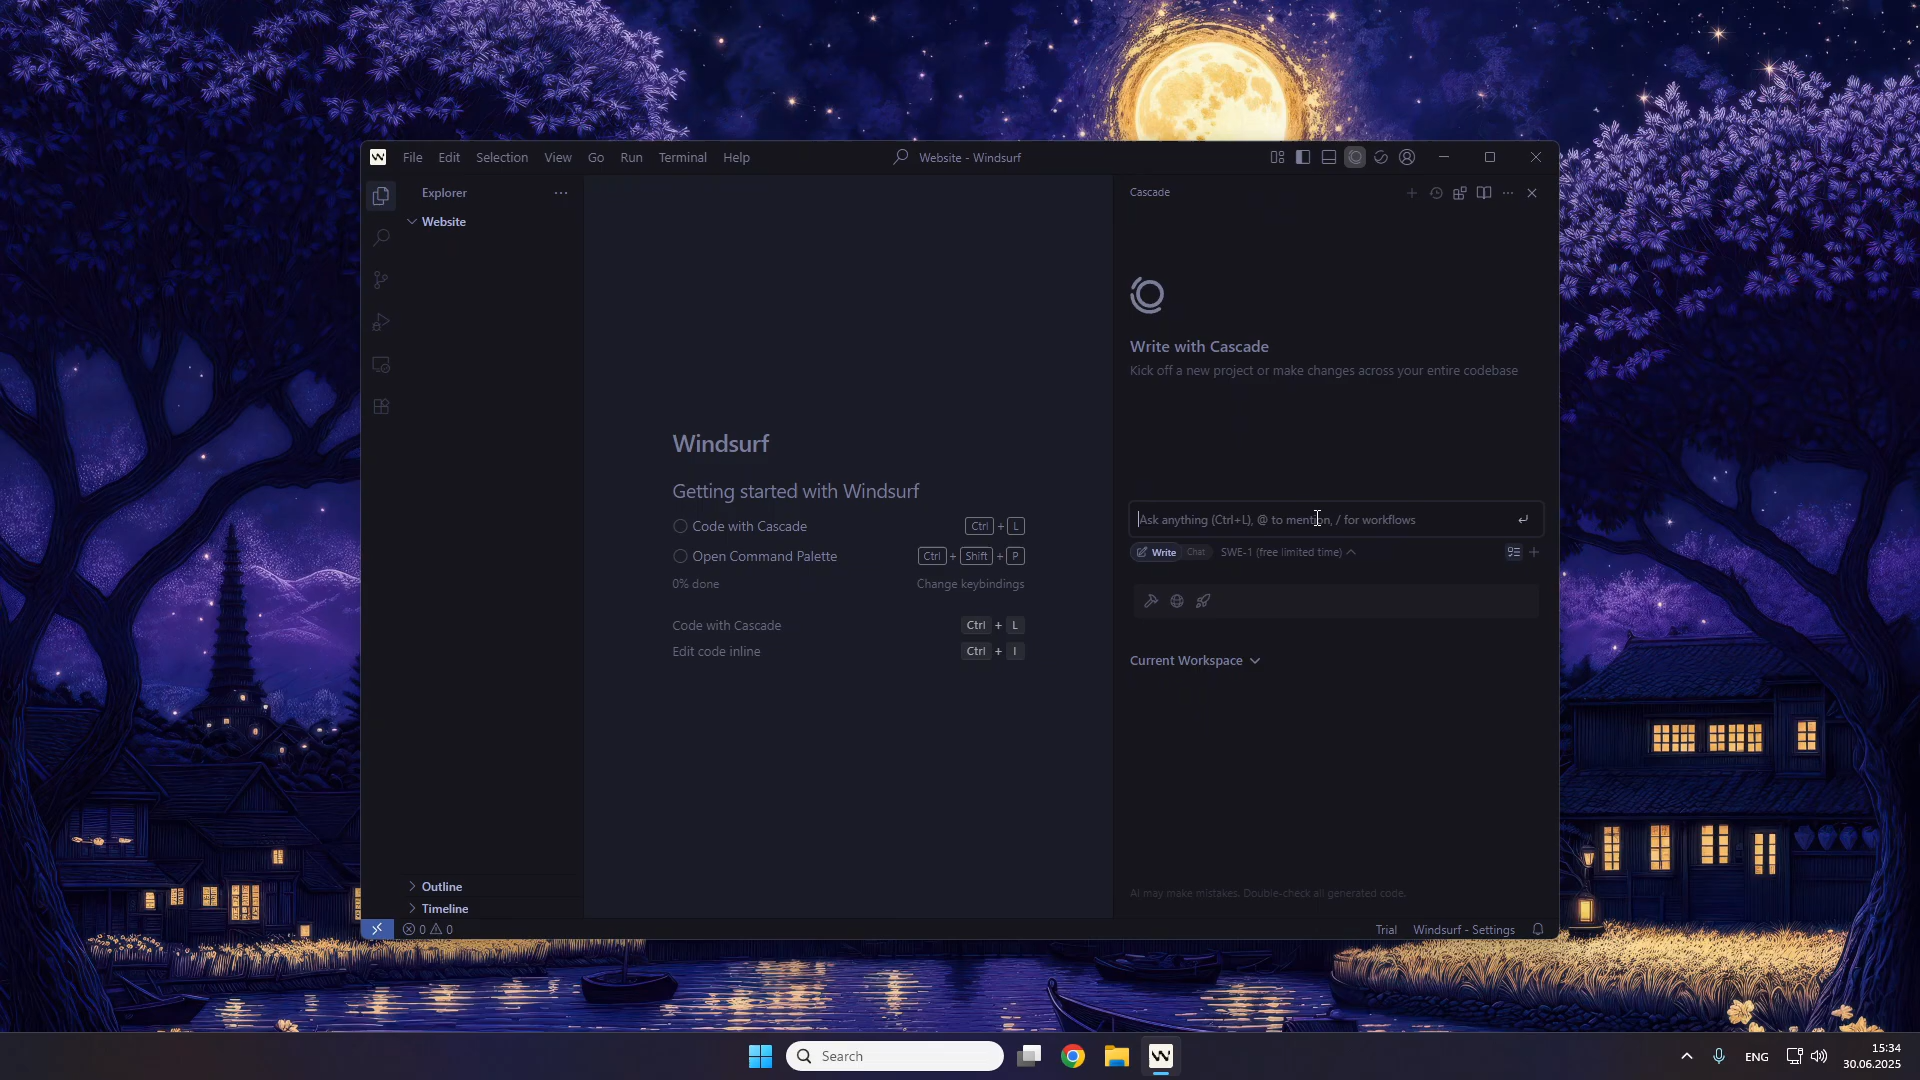 File Edit Selection View Go Run Terminal Help
Website - Windsurf
Explorer
Website
Outline
Timeline
Windsurf
Getting started with Windsurf
Code with Cascade Ctrl + L
Open Command Palette Ctrl + Shift + P
0% done Change keybindings
Code with Cascade Ctrl + L
Edit code inline Ctrl + I
Cascade
Write with Cascade
Kick off a new project or make changes across your entire codebase
Ask anything (Ctrl+L), @ to mention, / for workflows
Write Chat SWE-1 (free limited time)
Current Workspace
AI may make mistakes. Double-check all generated code.
0 0 Trial Windsurf - Settings
Search
ENG
15:34
30.06.2025